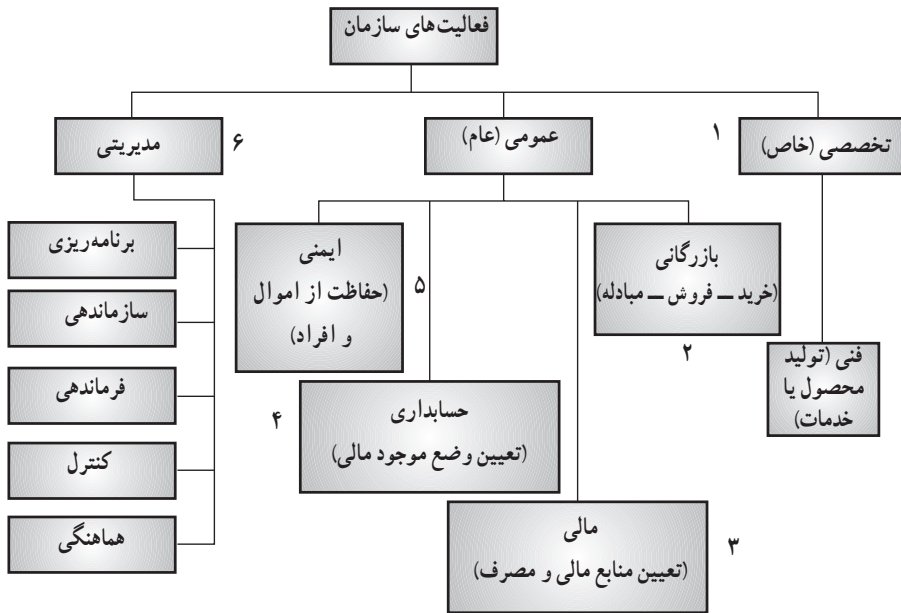 فعالیت‌های سازمان
تخصصی (خاص)
۱
عمومی (عام)
۶
مدیریتی
فنی (تولید
محصول یا
خدمات)
بازرگانی
(خرید ـ فروش ـ مبادله)
۲
مالی
(تعیین منابع مالی و مصرف)
۳
حسابداری
(تعیین وضع موجود مالی)
۴
ایمنی
(حفاظت از اموال
و افراد)
۵
برنامه‌ریزی
سازماندهی
فرماندهی
کنترل
هماهنگی